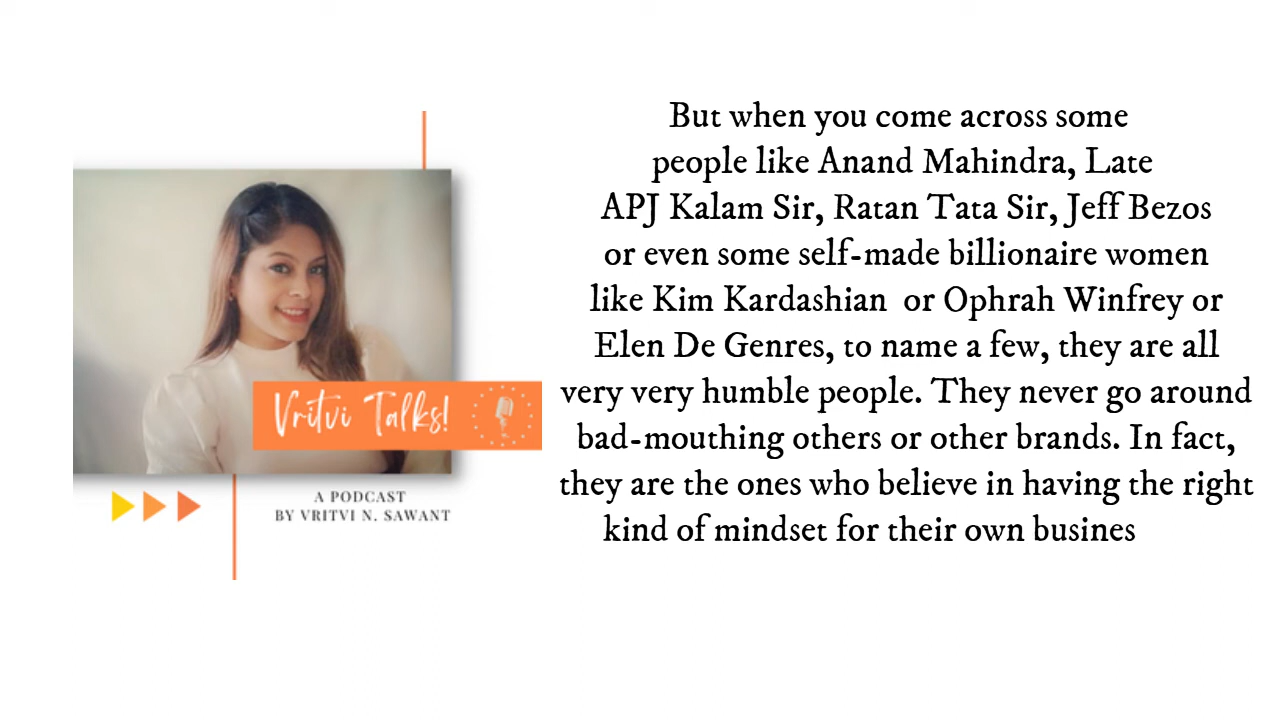 Vritvi Talks!
A PODCAST
BY VRITVI N. SAWANT
But when you come across some
people like Anand Mahindra, Late
APJ Kalam Sir, Ratan Tata Sir, Jeff Bezos
or even some self-made billionaire women
like Kim Kardashian  or Ophrah Winfrey or
Elen De Genres, to name a few, they are all
very very humble people. They never go around
bad-mouthing others or other brands. In fact,
they are the ones who believe in having the right
kind of mindset for their own busines